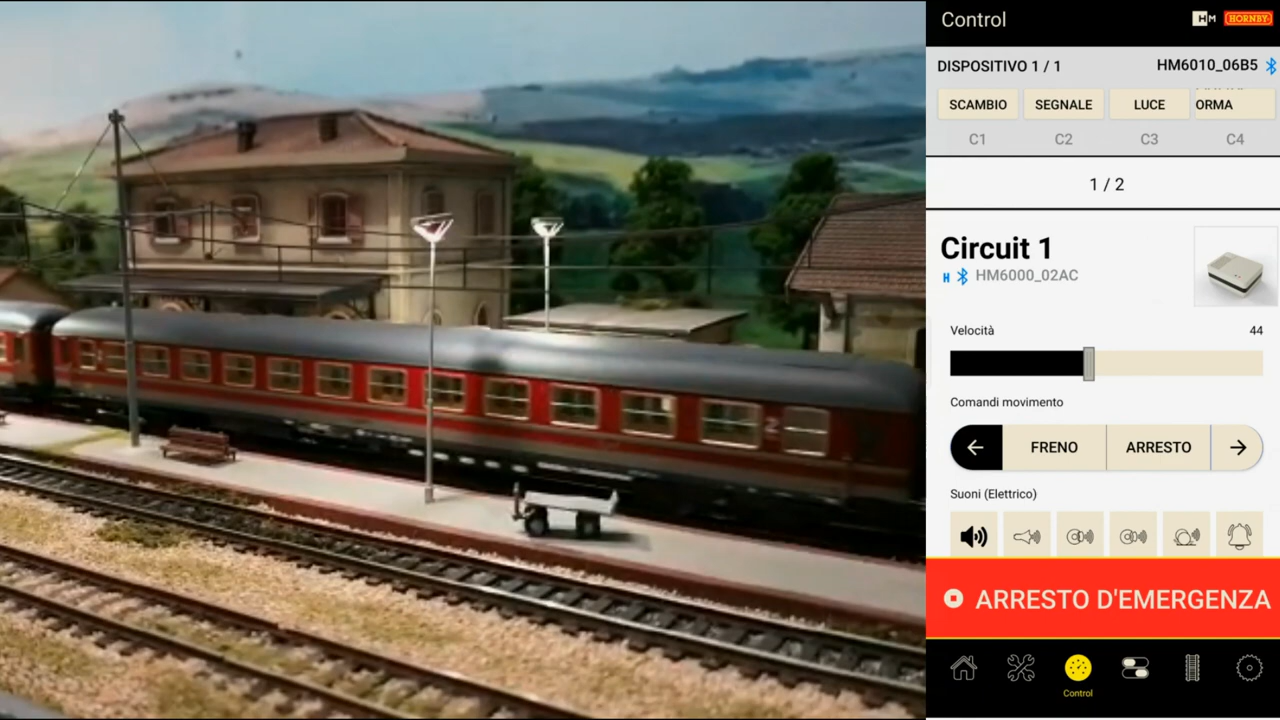 Control
HM HORNBY
DISPOSITIVO 1 / 1
HM6010_06B5
SCAMBIO SEGNALE LUCE ORMA
C1 C2 C3 C4
1 / 2
Circuit 1
H HM6000_02AC
Velocità 44
Comandi movimento
FRENO ARRESTO
Suoni (Elettrico)
ARRESTO D'EMERGENZA
Control
2